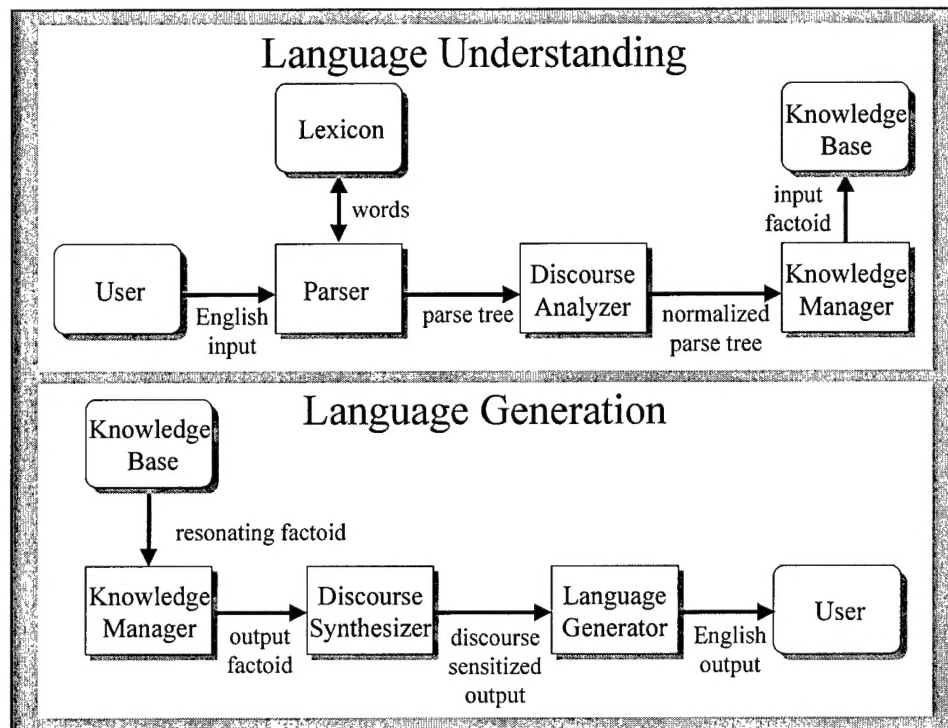 Language Understanding
Lexicon
Knowledge
Base
words
input
factoid
User
English
input
Parser
parse tree
Discourse
Analyzer
normalized
parse tree
Knowledge
Manager
Language Generation
Knowledge
Base
resonating factoid
Knowledge
Manager
output
factoid
Discourse
Synthesizer
discourse
sensitized
output
Language
Generator
English
output
User